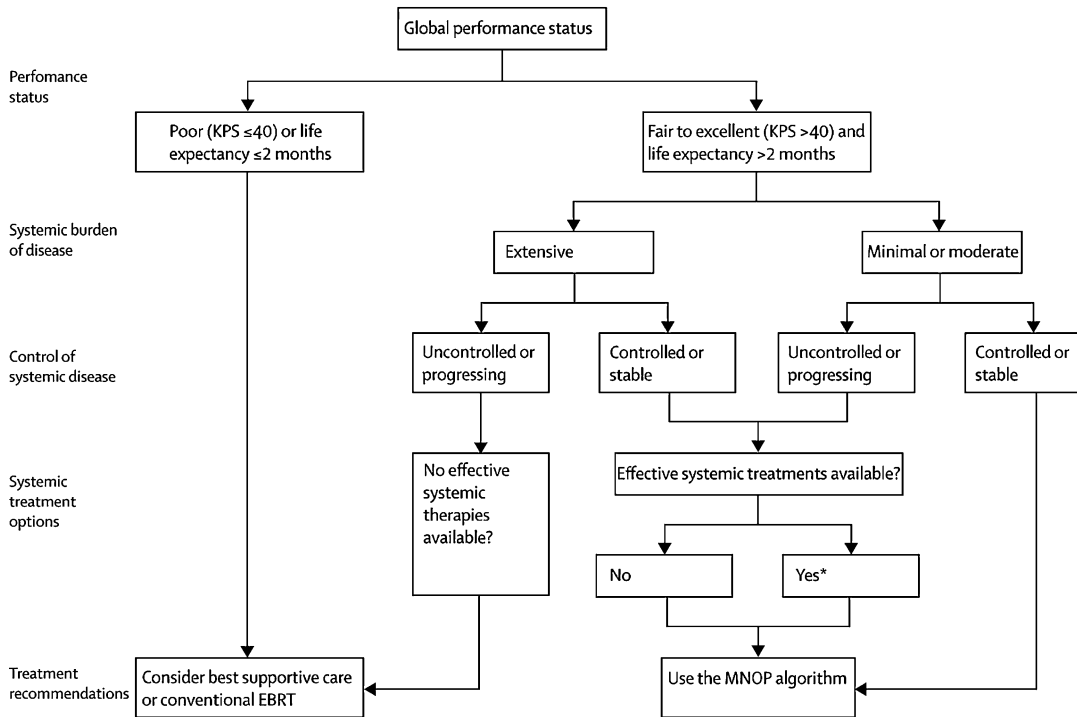 Global performance status
Perfomance
status
Poor (KPS ≤40) or life
expectancy ≤2 months
Fair to excellent (KPS >40) and
life expectancy >2 months
Systemic burden
of disease
Extensive
Minimal or moderate
Control of
systemic disease
Uncontrolled or
progressing
Controlled or
stable
Uncontrolled or
progressing
Controlled or
stable
Systemic
treatment
options
No effective
systemic
therapies
available?
Effective systemic treatments available?
No
Yes*
Treatment
recommendations
Consider best supportive care
or conventional EBRT
Use the MNOP algorithm